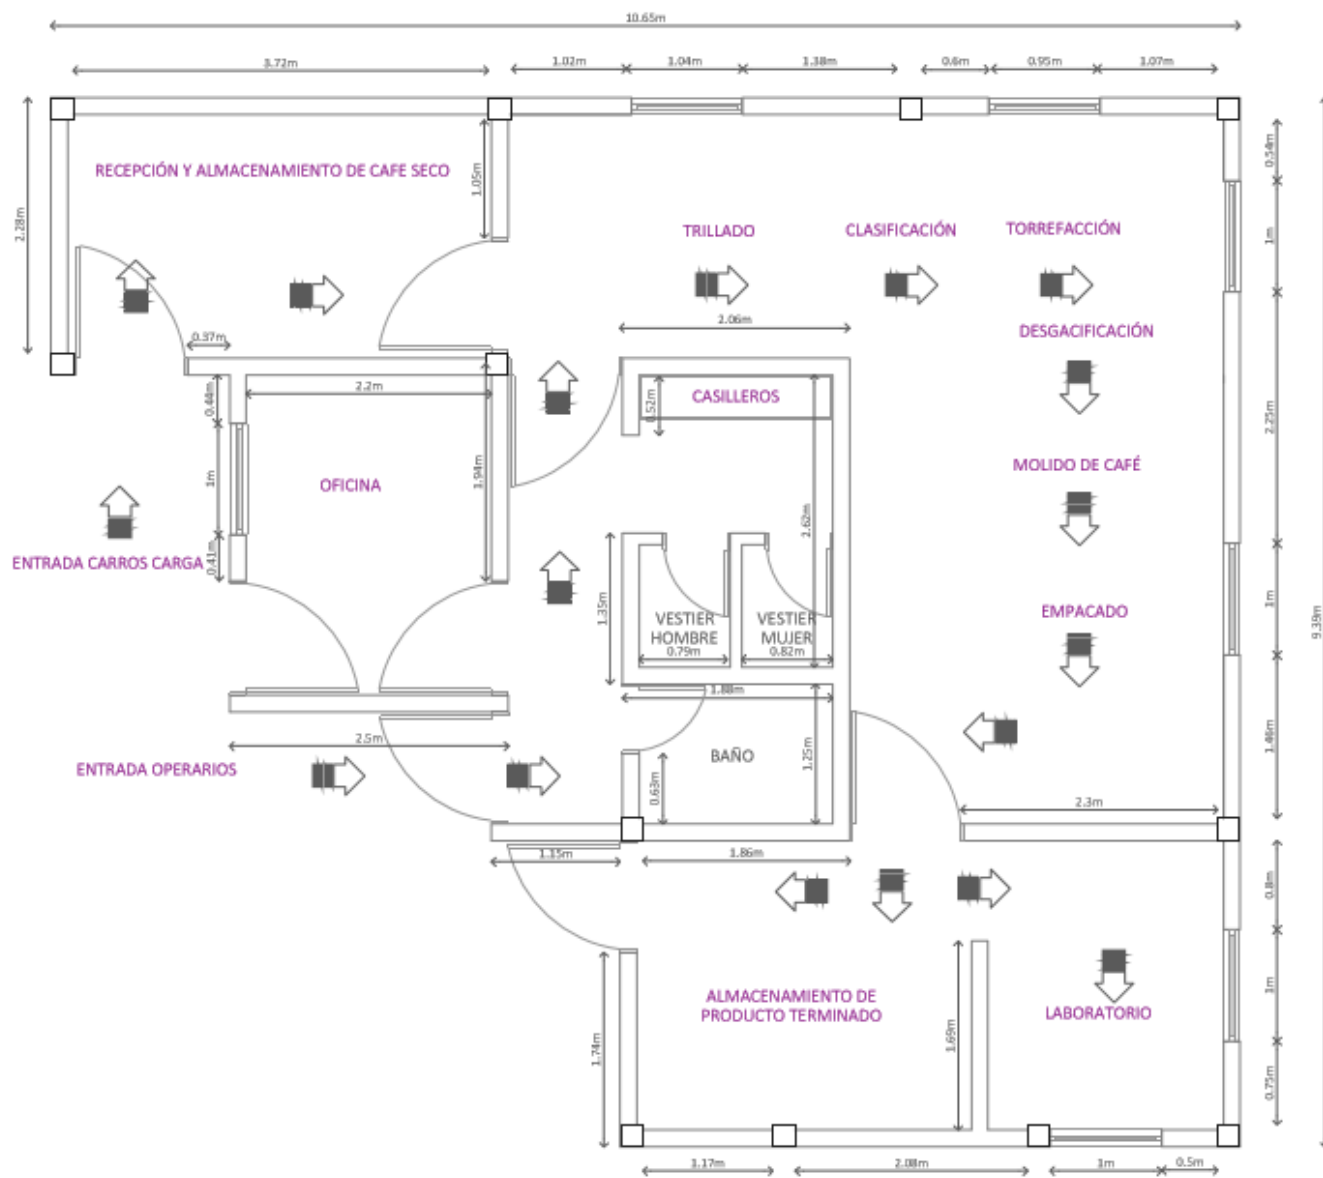 10.65m
3.72m
1.02m
1.04m
1.38m
0.6m
0.95m
1.07m
2.28m
RECEPCIÓN Y ALMACENAMIENTO DE CAFE SECO
1.05m
0.54m
9.39m
TRILLADO
CLASIFICACIÓN
TORREFACCIÓN
1m
2.06m
DESGACIFICACIÓN
0.37m
2.2m
0.44m
CASILLEROS
0.52m
2.25m
1m
OFICINA
1.94m
MOLIDO DE CAFÉ
2.62m
ENTRADA CARROS CARGA
0.41m
1.35m
VESTIER
HOMBRE
0.79m
VESTIER
MUJER
0.82m
EMPACADO
1m
1.88m
2.5m
ENTRADA OPERARIOS
BAÑO
0.63m
1.25m
1.46m
2.3m
1.15m
1.86m
0.8m
ALMACENAMIENTO DE
PRODUCTO TERMINADO
LABORATORIO
1m
1.74m
1.69m
0.75m
1.17m
2.08m
1m
0.5m